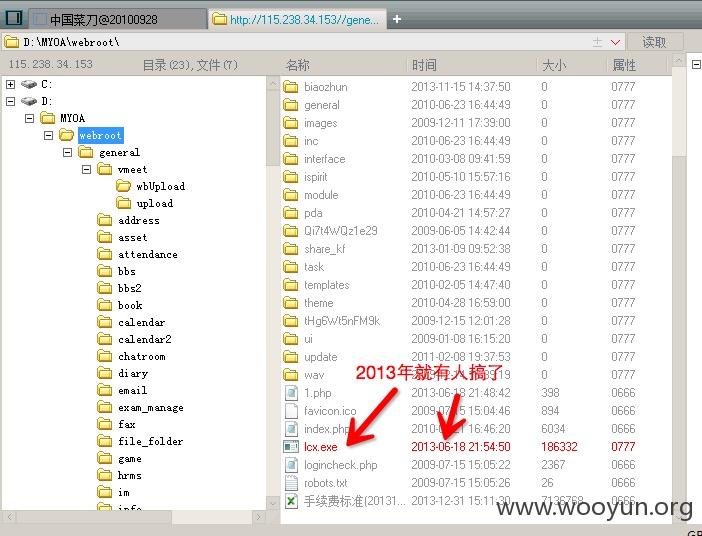 中国菜刀@20100928
http://115.238.34.153//gene...
+
D:\MYOA\webroot\
读取
115.238.34.153
目录(23),文件(7)
名称 时间 大小 属性
C:
D:
MYOA
webroot
general
vmeet
wbUpload
upload
address
asset
attendance
bbs
bbs2
book
calendar
calendar2
chatroom
diary
email
exam_manage
fax
file_folder
game
hrms
im
info
biaozhun 2013-11-15 14:37:50 0 0777
general 2010-06-23 16:44:49 0 0777
images 2009-12-11 17:39:00 0 0777
inc 2010-06-23 16:44:49 0 0777
interface 2010-03-08 09:41:59 0 0777
ispirit 2010-05-10 15:57:16 0 0777
module 2010-06-23 16:44:49 0 0777
pda 2010-04-21 14:57:27 0 0777
Qi7t4WQz1e29 2009-06-05 14:42:44 0 0777
share_kf 2013-01-09 09:52:38 0 0777
task 2010-06-23 16:44:49 0 0777
templates 2010-02-05 14:47:40 0 0777
theme 2010-04-28 16:59:00 0 0777
tHg6Wt5nFM9k 2009-12-15 12:01:28 0 0777
ui 2009-01-08 16:15:20 0 0777
update 2011-02-08 19:37:53 0 0777
wav 0 0777
2013年就有人搞了
1.php 2013-06-18 21:48:42 398 0666
favicon.ico 2009-07-15 15:04:46 894 0666
index.php 16:46:20 6034 0666
lcx.exe 2013-06-18 21:54:50 186332 0777
logincheck.php 2009-07-15 15:05:22 2367 0666
robots.txt 2009-07-15 15:05:26 26 0666
手续费标准(20131... 2013-12-31 15:11:30 7136768 0666
www.wooyun.org